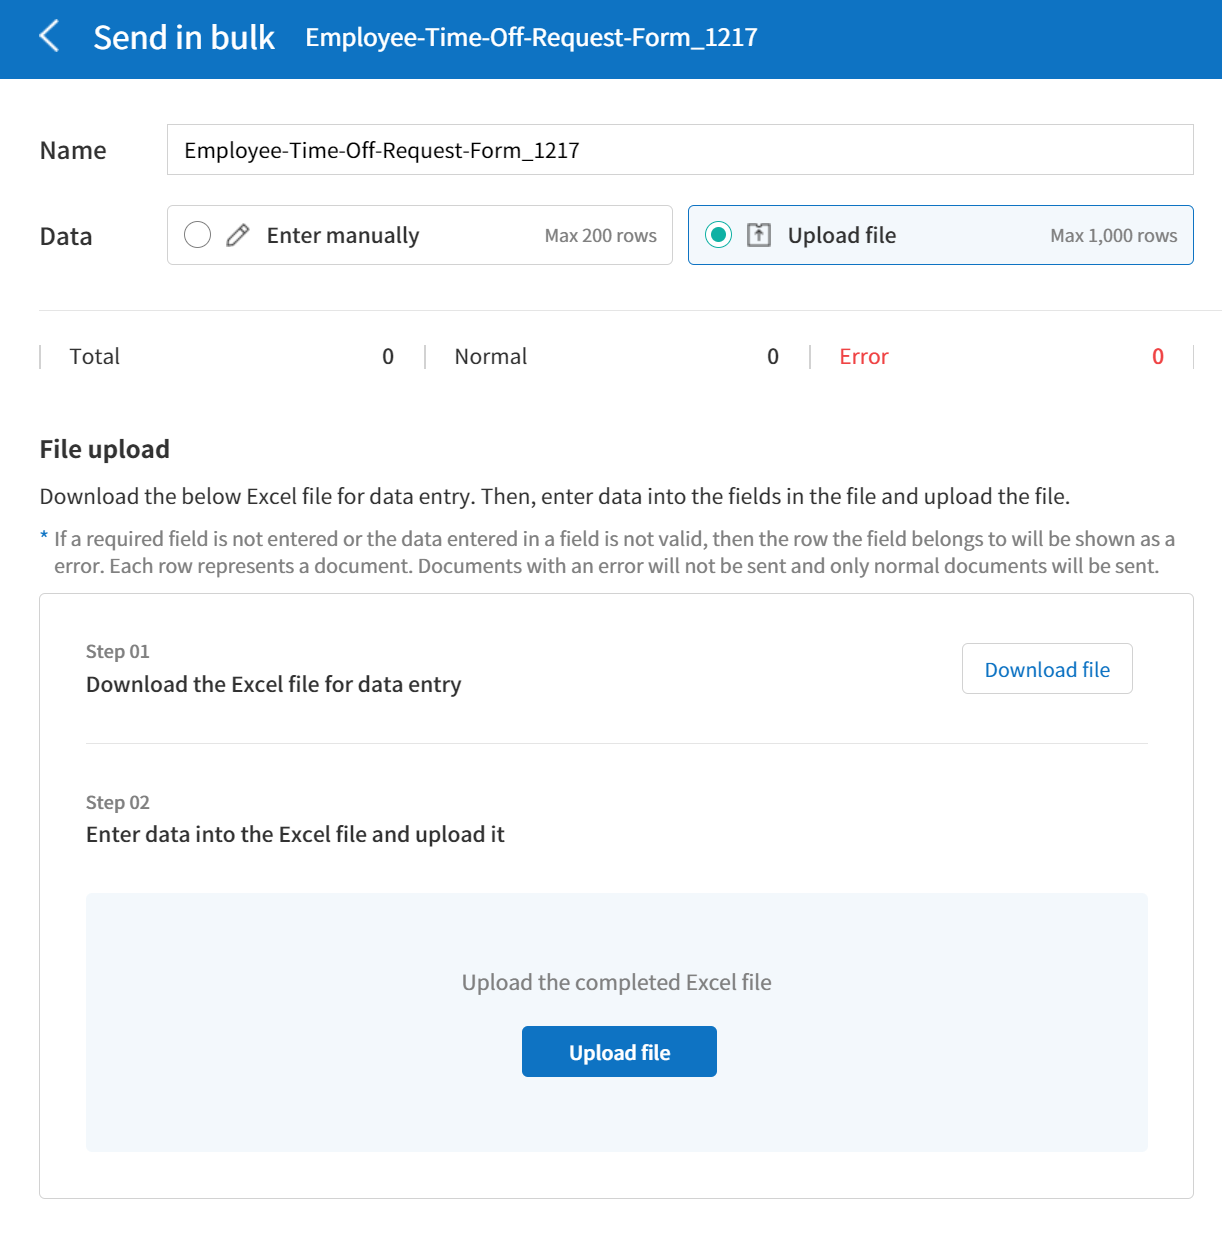 Send in bulk Employee-Time-Off-Request-Form_1217
Name Employee-Time-Off-Request-Form_1217
Data Enter manually Max 200 rows Upload file Max 1,000 rows
Total 0 Normal 0 Error 0
File upload
Download the below Excel file for data entry. Then, enter data into the fields in the file and upload the file.
* If a required field is not entered or the data entered in a field is not valid, then the row the field belongs to will be shown as a
error. Each row represents a document. Documents with an error will not be sent and only normal documents will be sent.
Step 01
Download the Excel file for data entry
Download file
Step 02
Enter data into the Excel file and upload it
Upload the completed Excel file
Upload file